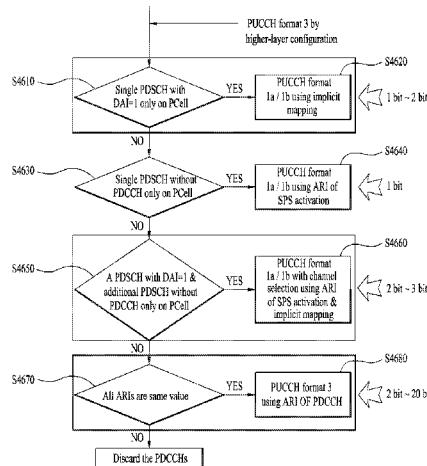 PUCCH format 3 by
higher-layer configuration
S4610
Single PDSCH with
DAI=1 only on PCell
YES
S4620
PUCCH format
1a / 1b using implicit
mapping
1 bit ~ 2 bit
NO
S4630
Single PDSCH without
PDCCH only on PCell
YES
S4640
PUCCH format
1a / 1b using ARI of
SPS activation
1 bit
NO
S4650
A PDSCH with DAI=1 &
additional PDSCH without
PDCCH only on PCell
YES
S4660
PUCCH format
1a / 1b with channel
selection using ARI
of SPS activation &
implicit mapping
2 bit ~ 3 bit
NO
S4670
All ARIs are same value
YES
S4680
PUCCH format 3
using ARI OF PDCCH
2 bit ~ 20 b
NO
Discard the PDCCHs